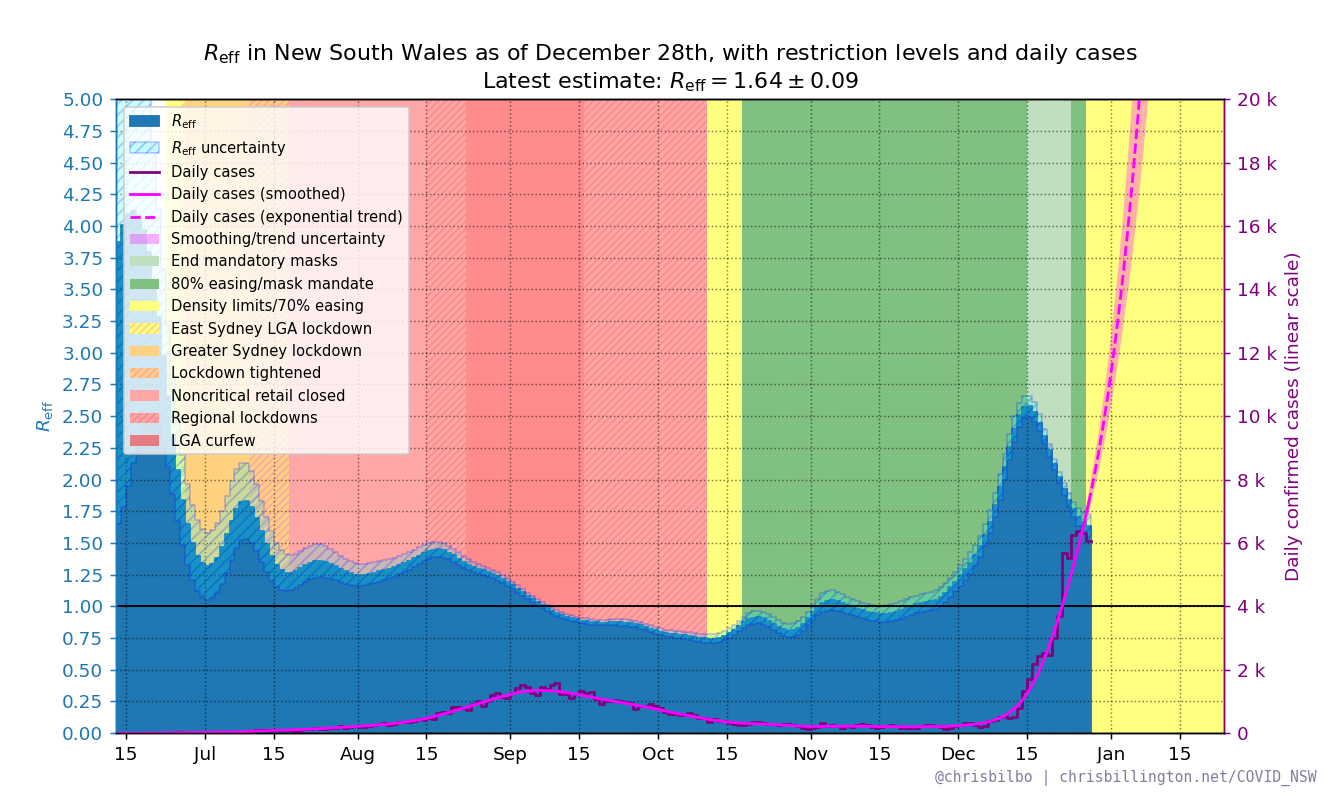 Reff in New South Wales as of December 28th, with restriction levels and daily cases
Latest estimate: Reff = 1.64 ± 0.09
5.00
4.75
4.50
4.25
4.00
3.75
3.50
3.25
3.00
2.75
2.50
2.25
2.00
1.75
1.50
1.25
1.00
0.75
0.50
0.25
0.00
Reff
Reff
Reff uncertainty
Daily cases
Daily cases (smoothed)
Daily cases (exponential trend)
Smoothing/trend uncertainty
End mandatory masks
80% easing/mask mandate
Density limits/70% easing
East Sydney LGA lockdown
Greater Sydney lockdown
Lockdown tightened
Noncritical retail closed
Regional lockdowns
LGA curfew
20 k
18 k
16 k
14 k
12 k
10 k
8 k
6 k
4 k
2 k
0
Daily confirmed cases (linear scale)
15 Jul 15 Aug 15 Sep 15 Oct 15 Nov 15 Dec 15 Jan 15
@chrisbilbo | chrisbillington.net/COVID_NSW